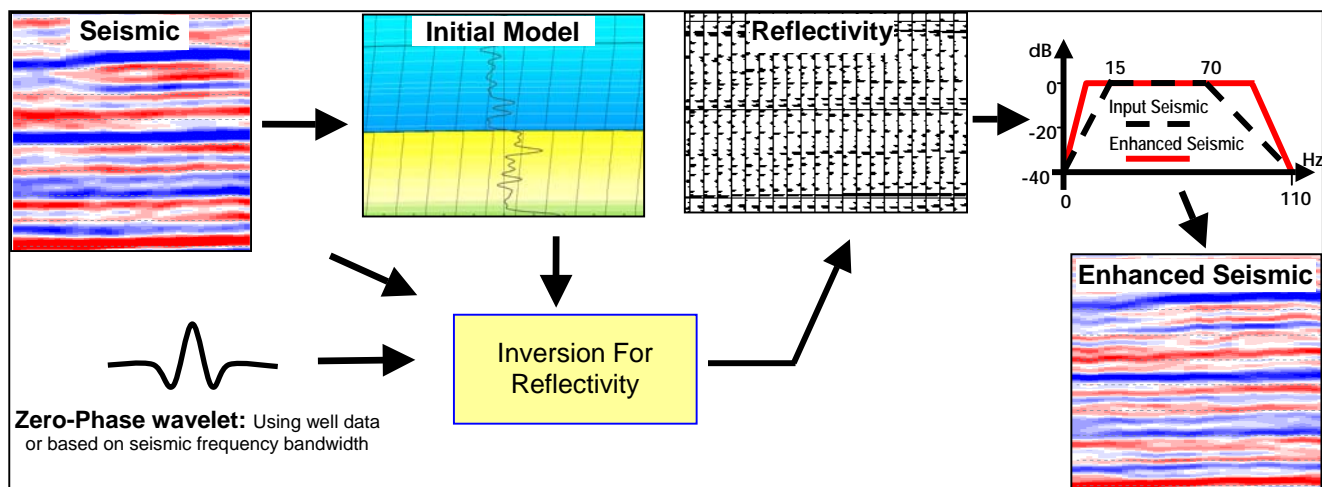 Seismic
Initial Model
Reflectivity
dB
15
70
0
Input Seismic
-20
Enhanced Seismic
Hz
-40
0
110
Enhanced Seismic
Inversion For
Reflectivity
Zero-Phase wavelet: Using well data
or based on seismic frequency bandwidth